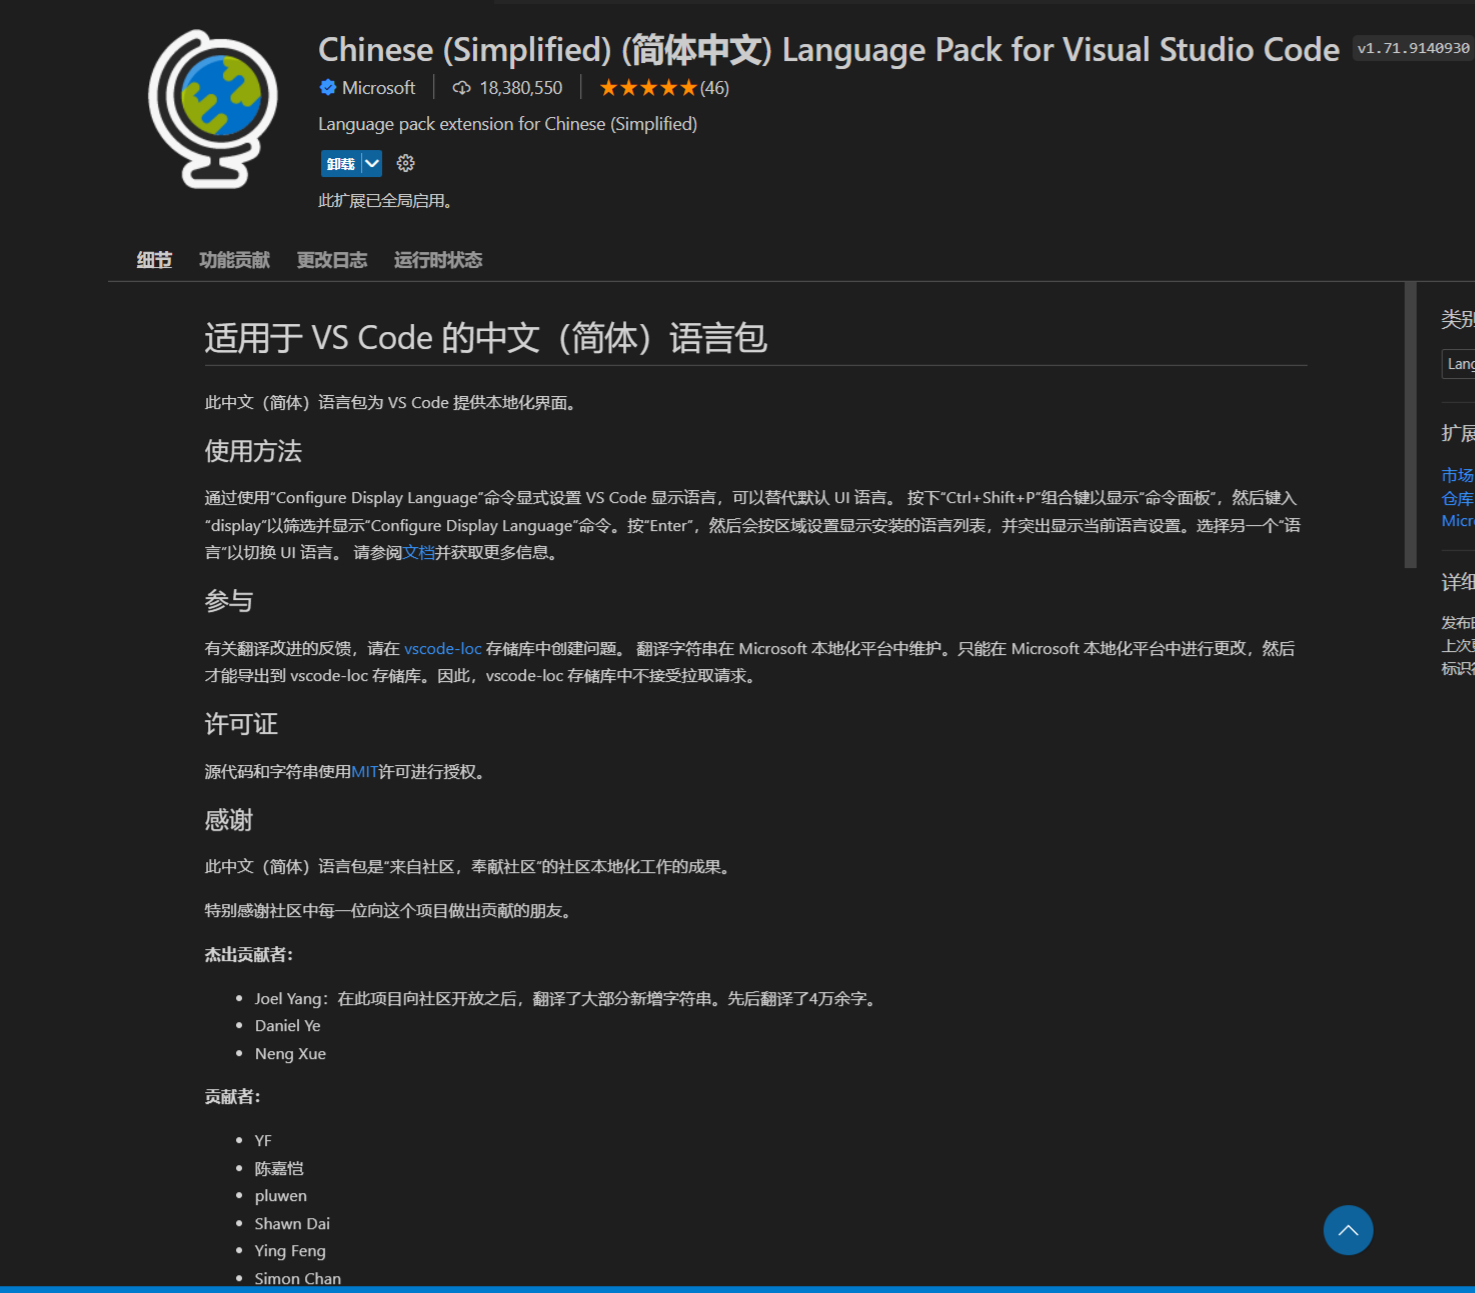 Chinese (Simplified) (简体中文) Language Pack for Visual Studio Code v1.71.9140930
Microsoft 18,380,550 ★★★★★(46)
Language pack extension for Chinese (Simplified)
卸载
此扩展已全局启用。
细节 功能贡献 更改日志 运行时状态
适用于 VS Code 的中文（简体）语言包
此中文（简体）语言包为 VS Code 提供本地化界面。
使用方法
通过使用“Configure Display Language”命令显式设置 VS Code 显示语言，可以替代默认 UI 语言。 按下“Ctrl+Shift+P”组合键以显示“命令面板”，然后键入
“display”以筛选并显示“Configure Display Language”命令。按“Enter”，然后会按区域设置显示安装的语言列表，并突出显示当前语言设置。选择另一个“语
言”以切换 UI 语言。 请参阅文档并获取更多信息。
参与
有关翻译改进的反馈，请在 vscode-loc 存储库中创建问题。 翻译字符串在 Microsoft 本地化平台中维护。只能在 Microsoft 本地化平台中进行更改，然后
才能导出到 vscode-loc 存储库。因此，vscode-loc 存储库中不接受拉取请求。
许可证
源代码和字符串使用MIT许可进行授权。
感谢
此中文（简体）语言包是“来自社区，奉献社区”的社区本地化工作的成果。
特别感谢社区中每一位向这个项目做出贡献的朋友。
杰出贡献者：
Joel Yang：在此项目向社区开放之后，翻译了大部分新增字符串。先后翻译了4万余字。
Daniel Ye
Neng Xue
贡献者：
YF
陈嘉恺
pluwen
Shawn Dai
Ying Feng
Simon Chan
类别
Lang
扩展
市场
仓库
Micro
详细
发布
上次
标识